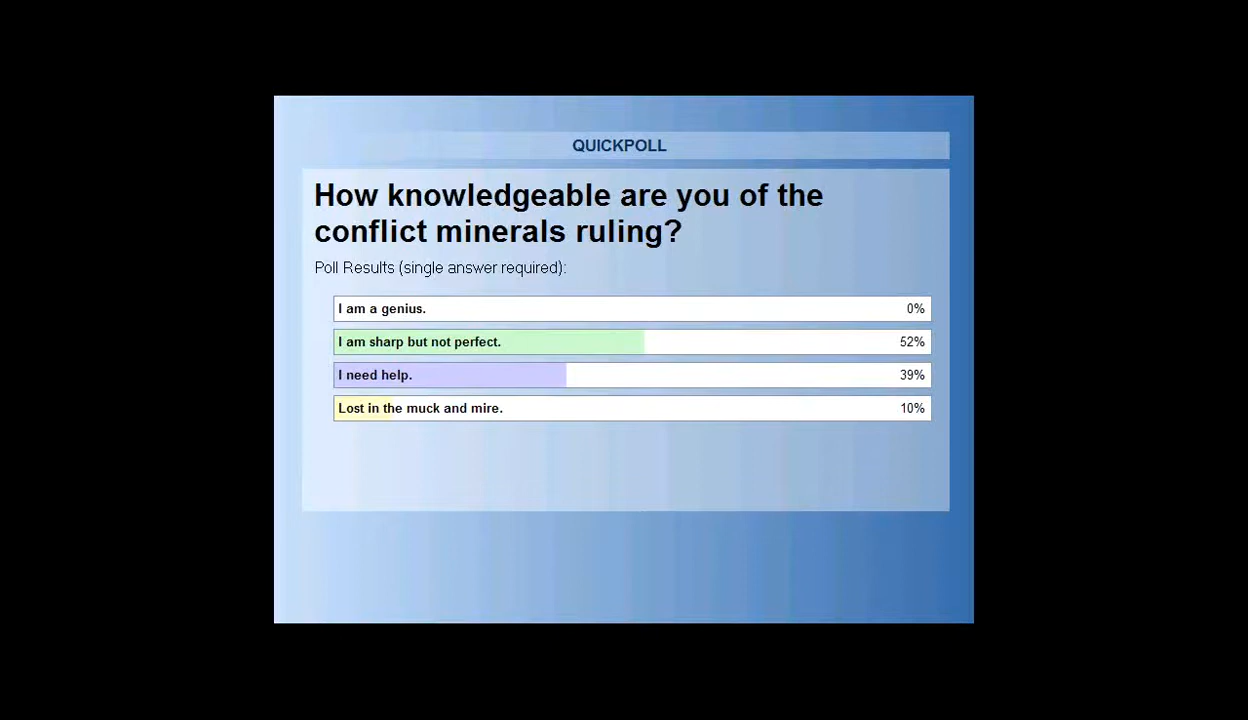 QUICKPOLL
How knowledgeable are you of the
conflict minerals ruling?
Poll Results (single answer required):
I am a genius. 0%
I am sharp but not perfect. 52%
I need help. 39%
Lost in the muck and mire. 10%